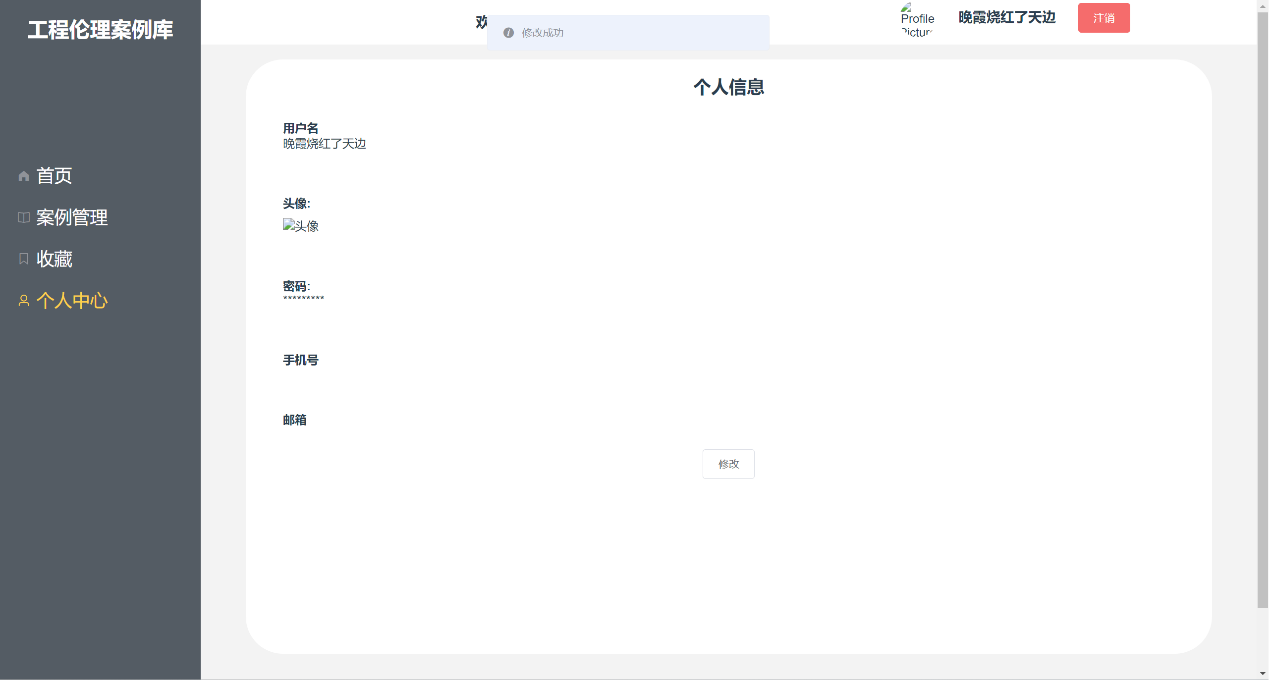 工程伦理案例库
首页
案例管理
收藏
个人中心
欢
修改成功
Profile
Pictur
晚霞烧红了天边
注销
个人信息
用户名
晚霞烧红了天边
头像:
头像
密码:
*********
手机号
邮箱
修改